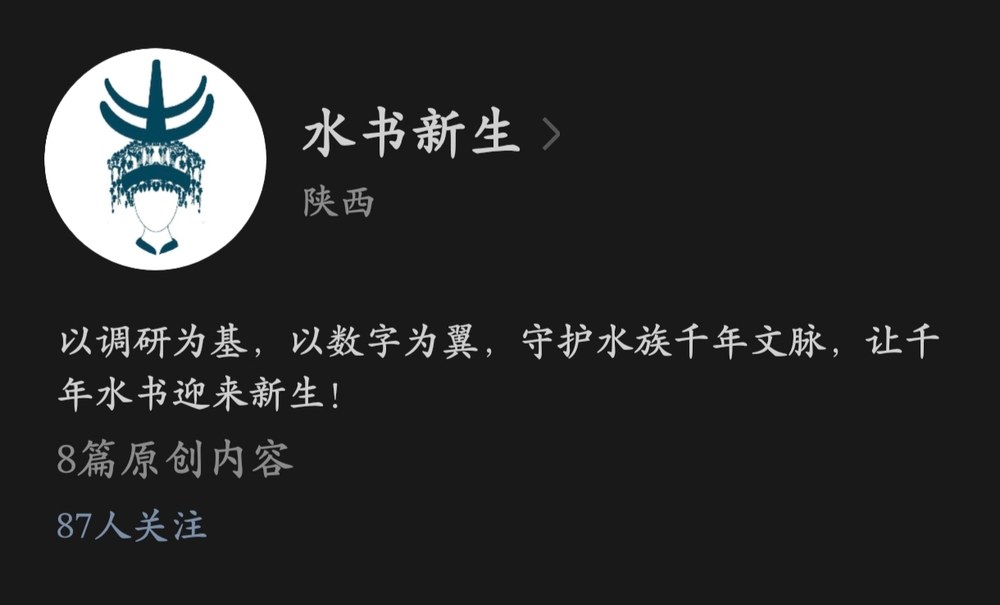 水书新生
陕西
以调研为基，以数字为翼，守护水族千年文脉，让千
年水书迎来新生！
8篇原创内容
87人关注